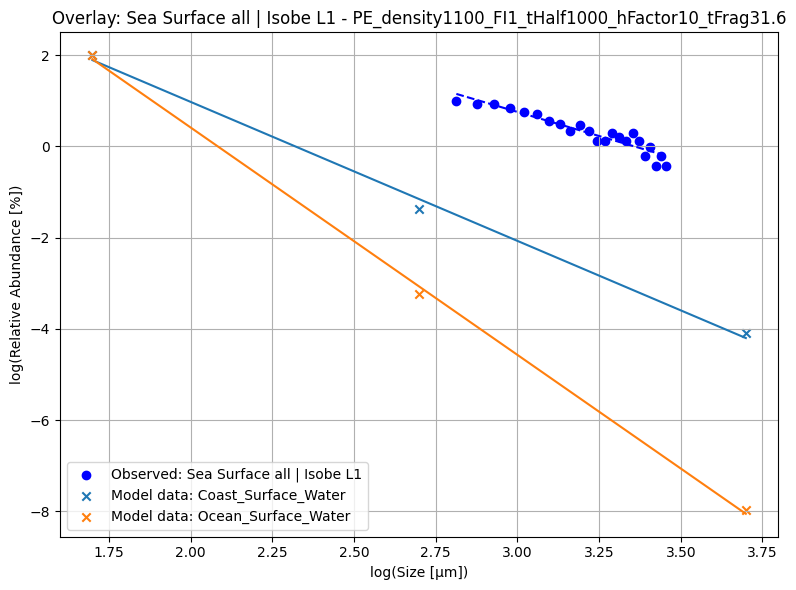 Overlay: Sea Surface all | Isobe L1 - PE_density1100_FI1_tHalf1000_hFactor10_tFrag31.6
log(Relative Abundance [%])
2
0
−2
−4
−6
−8
Observed: Sea Surface all | Isobe L1
Model data: Coast_Surface_Water
Model data: Ocean_Surface_Water
1.75
2.00
2.25
2.50
2.75
3.00
3.25
3.50
3.75
log(Size [µm])